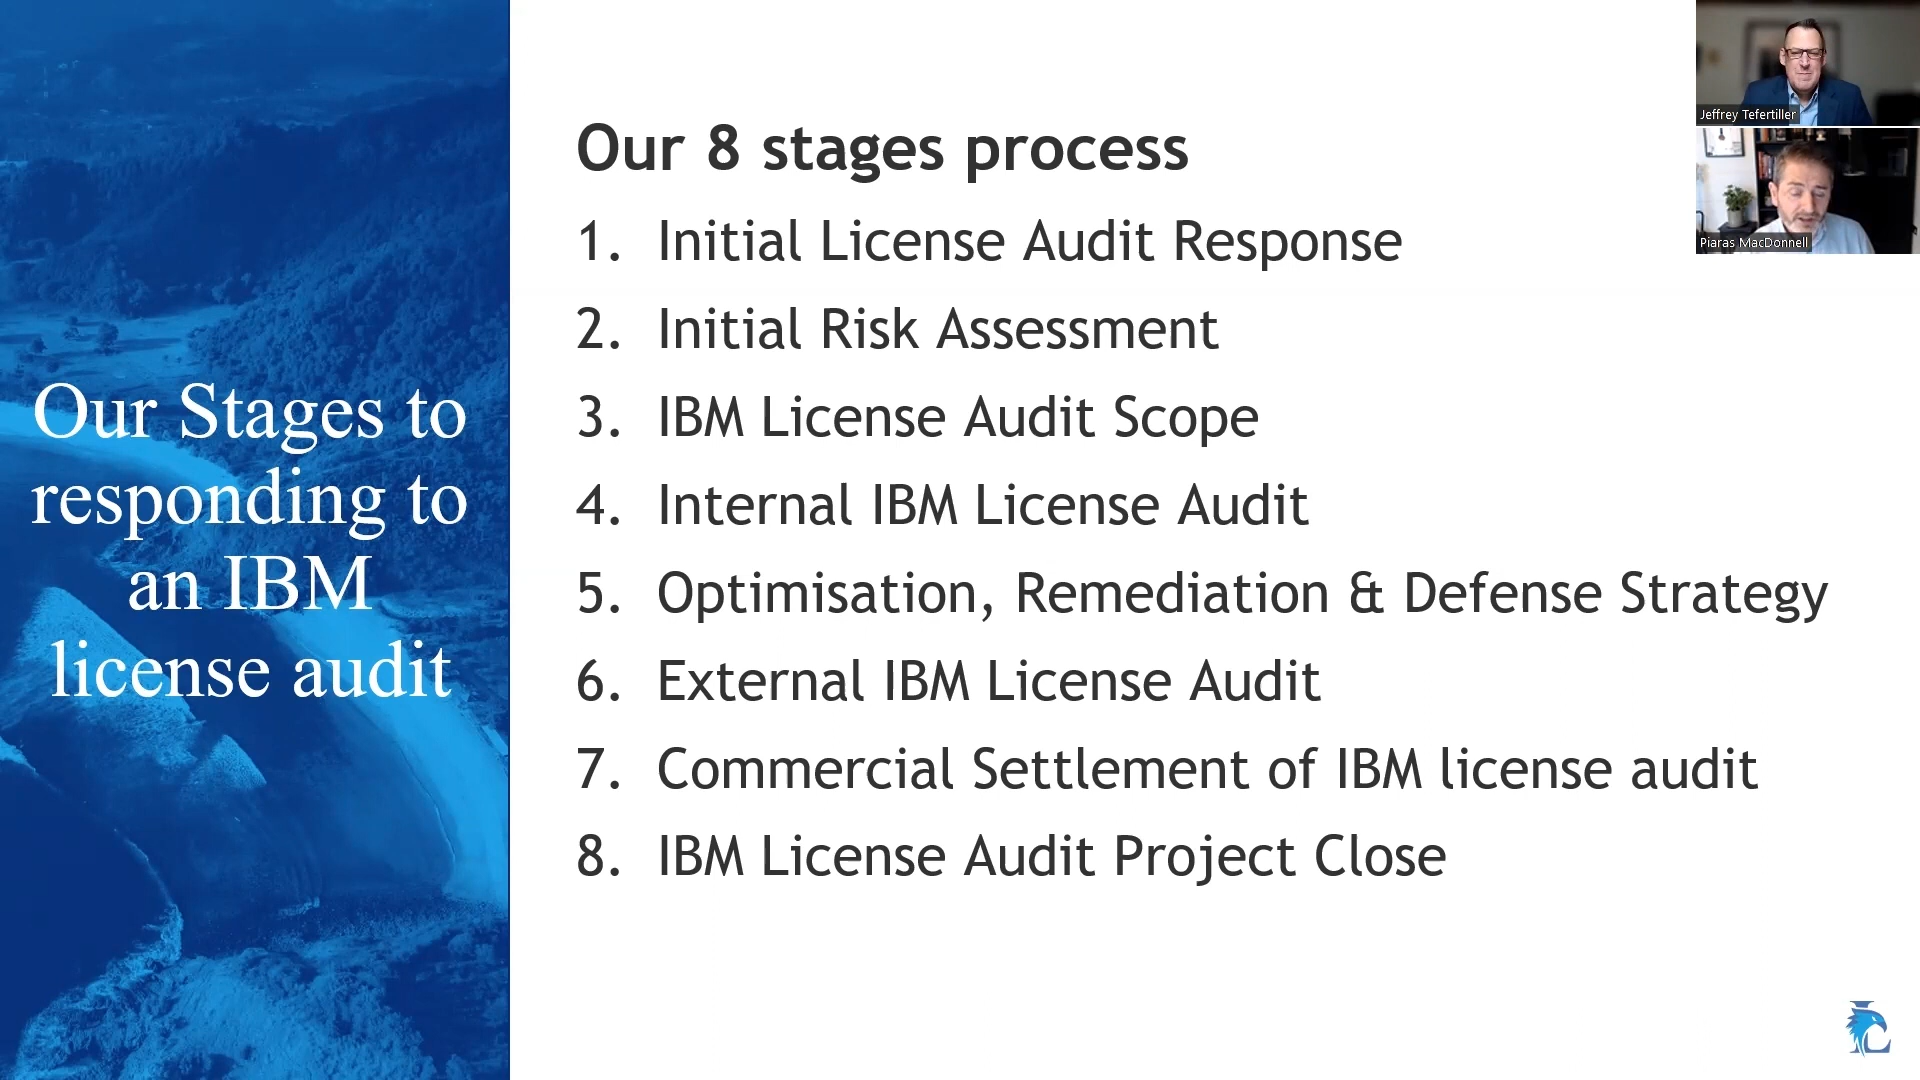 Our Stages to
responding to
an IBM
license audit
Our 8 stages process
1. Initial License Audit Response
2. Initial Risk Assessment
3. IBM License Audit Scope
4. Internal IBM License Audit
5. Optimisation, Remediation & Defense Strategy
6. External IBM License Audit
7. Commercial Settlement of IBM license audit
8. IBM License Audit Project Close
Jeffrey Tefertiller
Piaras MacDonnell